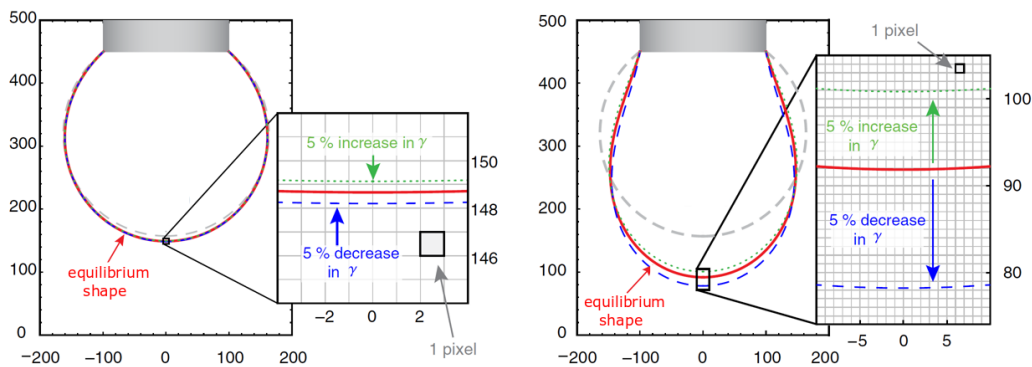 500
400
300
200
100
0
−200
−100
0
100
200
equilibrium
shape
5 % increase in γ
5 % decrease
in γ
150
148
146
−2
0
2
1 pixel
500
400
300
200
100
0
−200
−100
0
100
200
equilibrium
shape
1 pixel
5 % increase
in γ
5 % decrease
in γ
100
90
80
−5
0
5